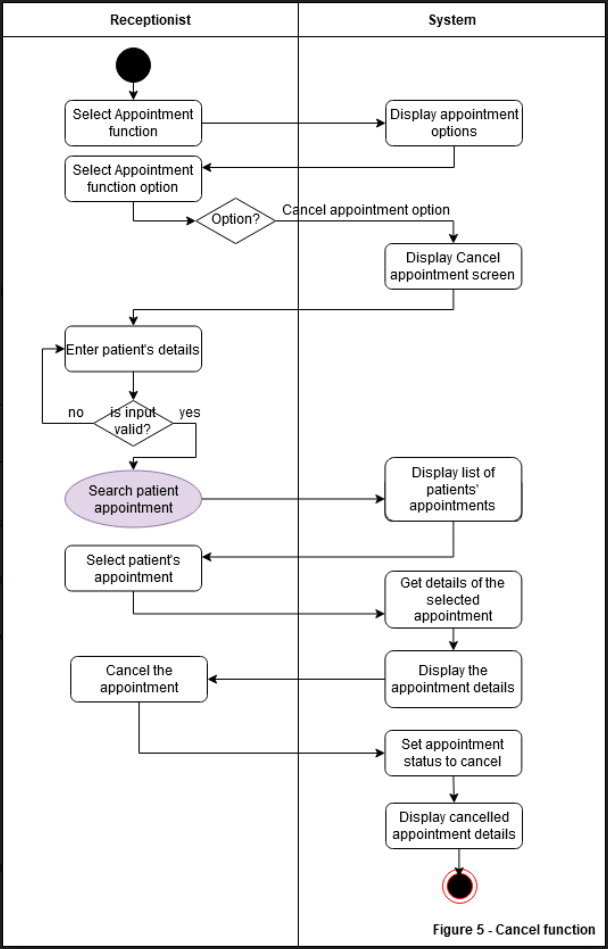 Receptionist
System
Select Appointment
function
Display appointment
options
Select Appointment
function option
Option?
Cancel appointment option
Display Cancel
appointment screen
Enter patient's details
no
is input
valid?
yes
Search patient
appointment
Display list of
patients'
appointments
Select patient's
appointment
Get details of the
selected
appointment
Cancel the
appointment
Display the
appointment details
Set appointment
status to cancel
Display cancelled
appointment details
Figure 5 - Cancel function